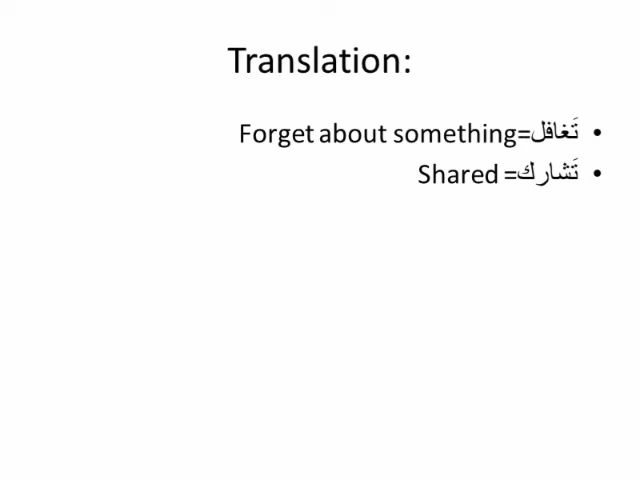 Translation:
• تَغافل=Forget about something
• تَشارك= Shared